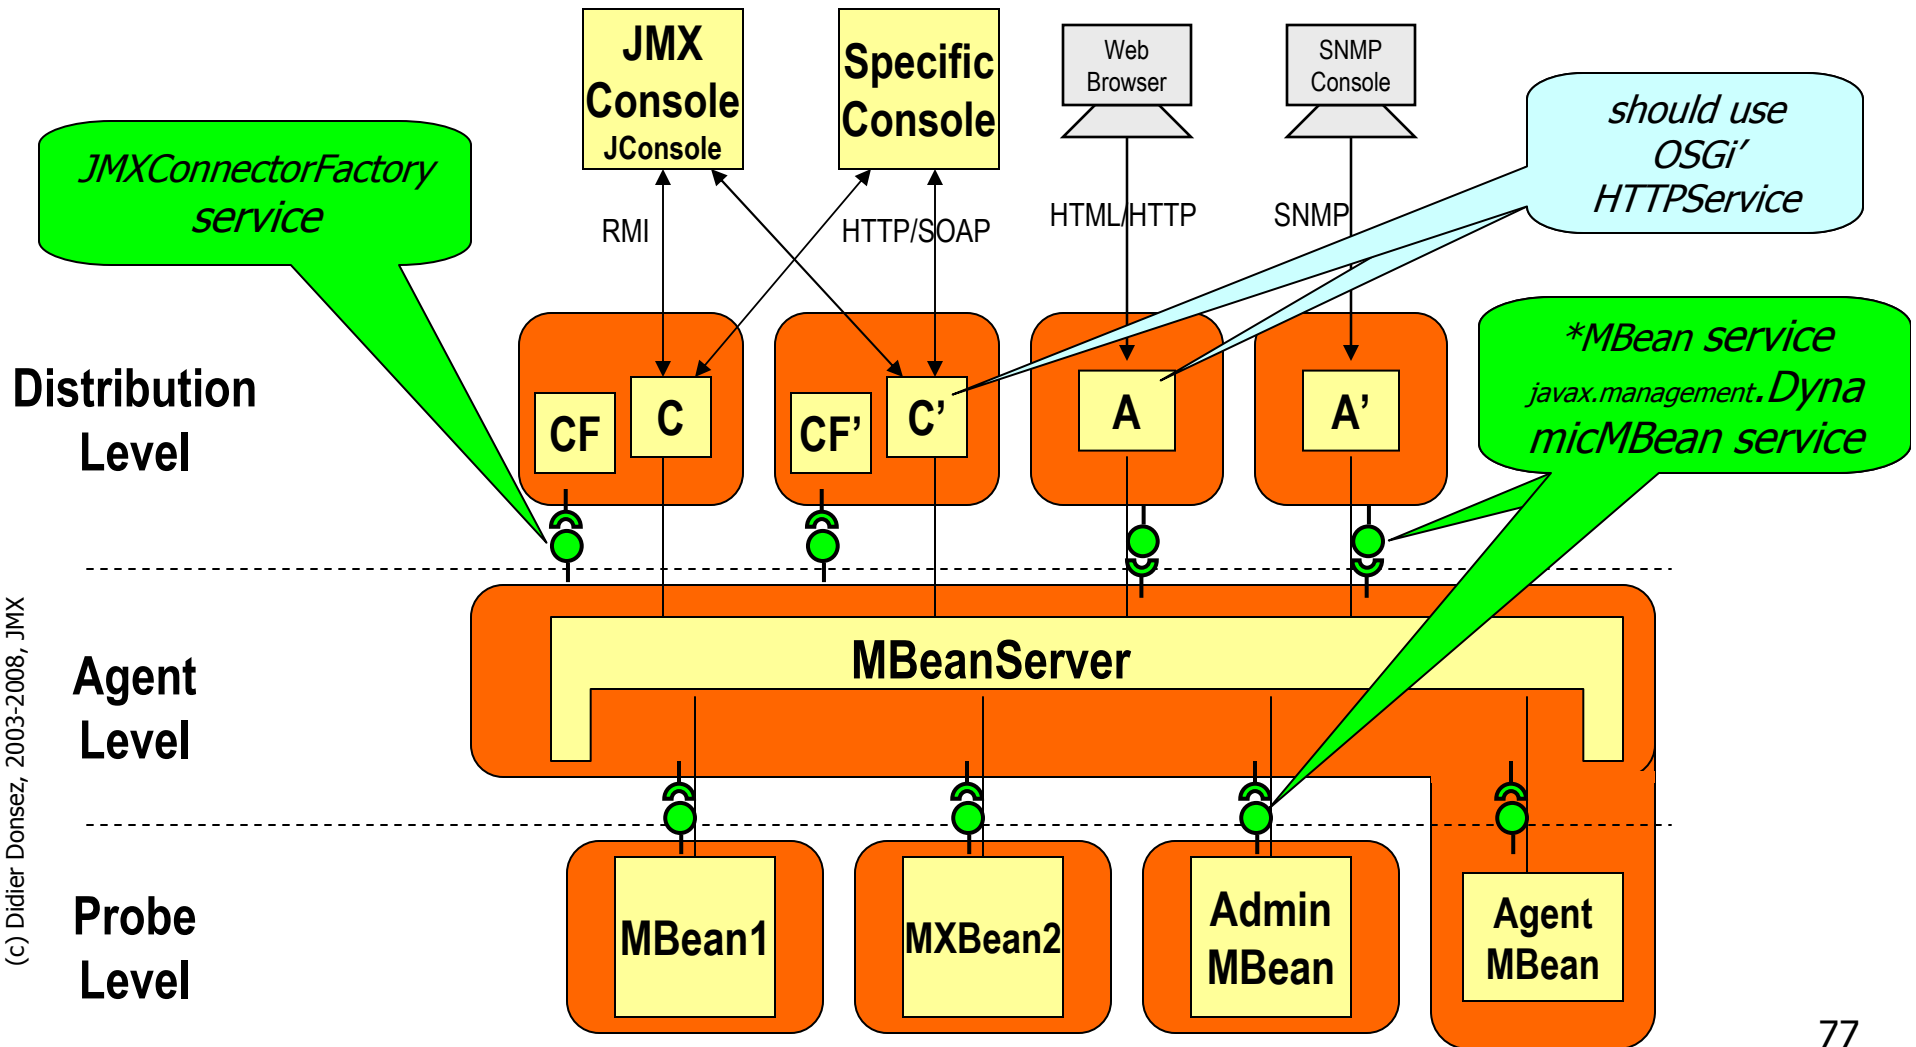 JMX
Console
JConsole
Specific
Console
Web
Browser
SNMP
Console
should use
OSGi’
HTTPService
JMXConnectorFactory
service
RMI
HTTP/SOAP
HTML/HTTP
SNMP
*MBean service
javax.management.Dyna
micMBean service
Distribution
Level
CF
C
CF’
C’
A
A’
Agent
Level
MBeanServer
Probe
Level
MBean1
MXBean2
Admin
MBean
Agent
MBean
(c) Didier Donsez, 2003-2008, JMX
77